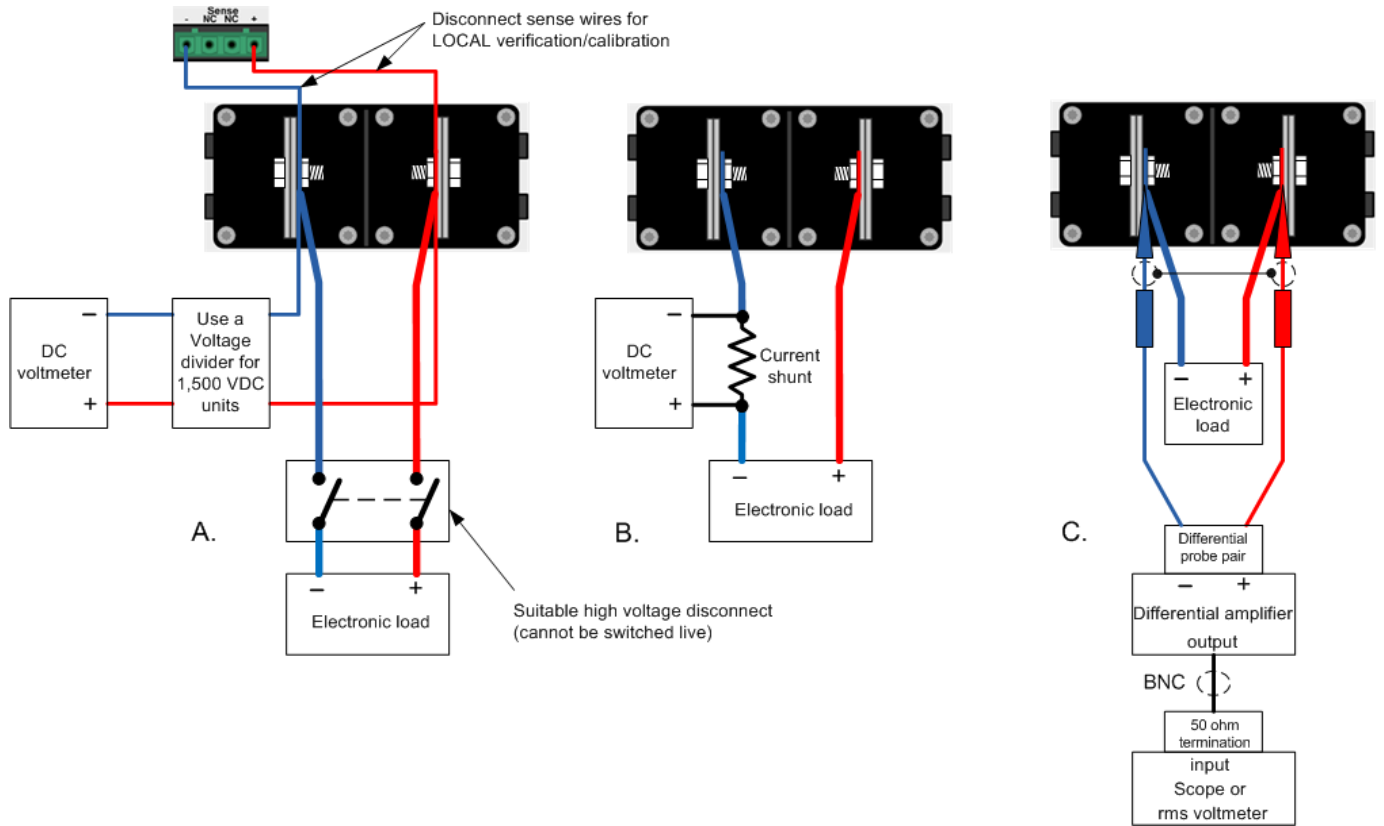 Sense
- NC NC +
Disconnect sense wires for
LOCAL verification/calibration
DC
voltmeter
−
+
Use a
Voltage
divider for
1,500 VDC
units
A.
− +
Electronic load
Suitable high voltage disconnect
(cannot be switched live)
DC
voltmeter
−
+
Current
shunt
B.
− +
Electronic load
− +
Electronic
load
C.
Differential
probe pair
− +
Differential amplifier
output
BNC
50 ohm
termination
input
Scope or
rms voltmeter